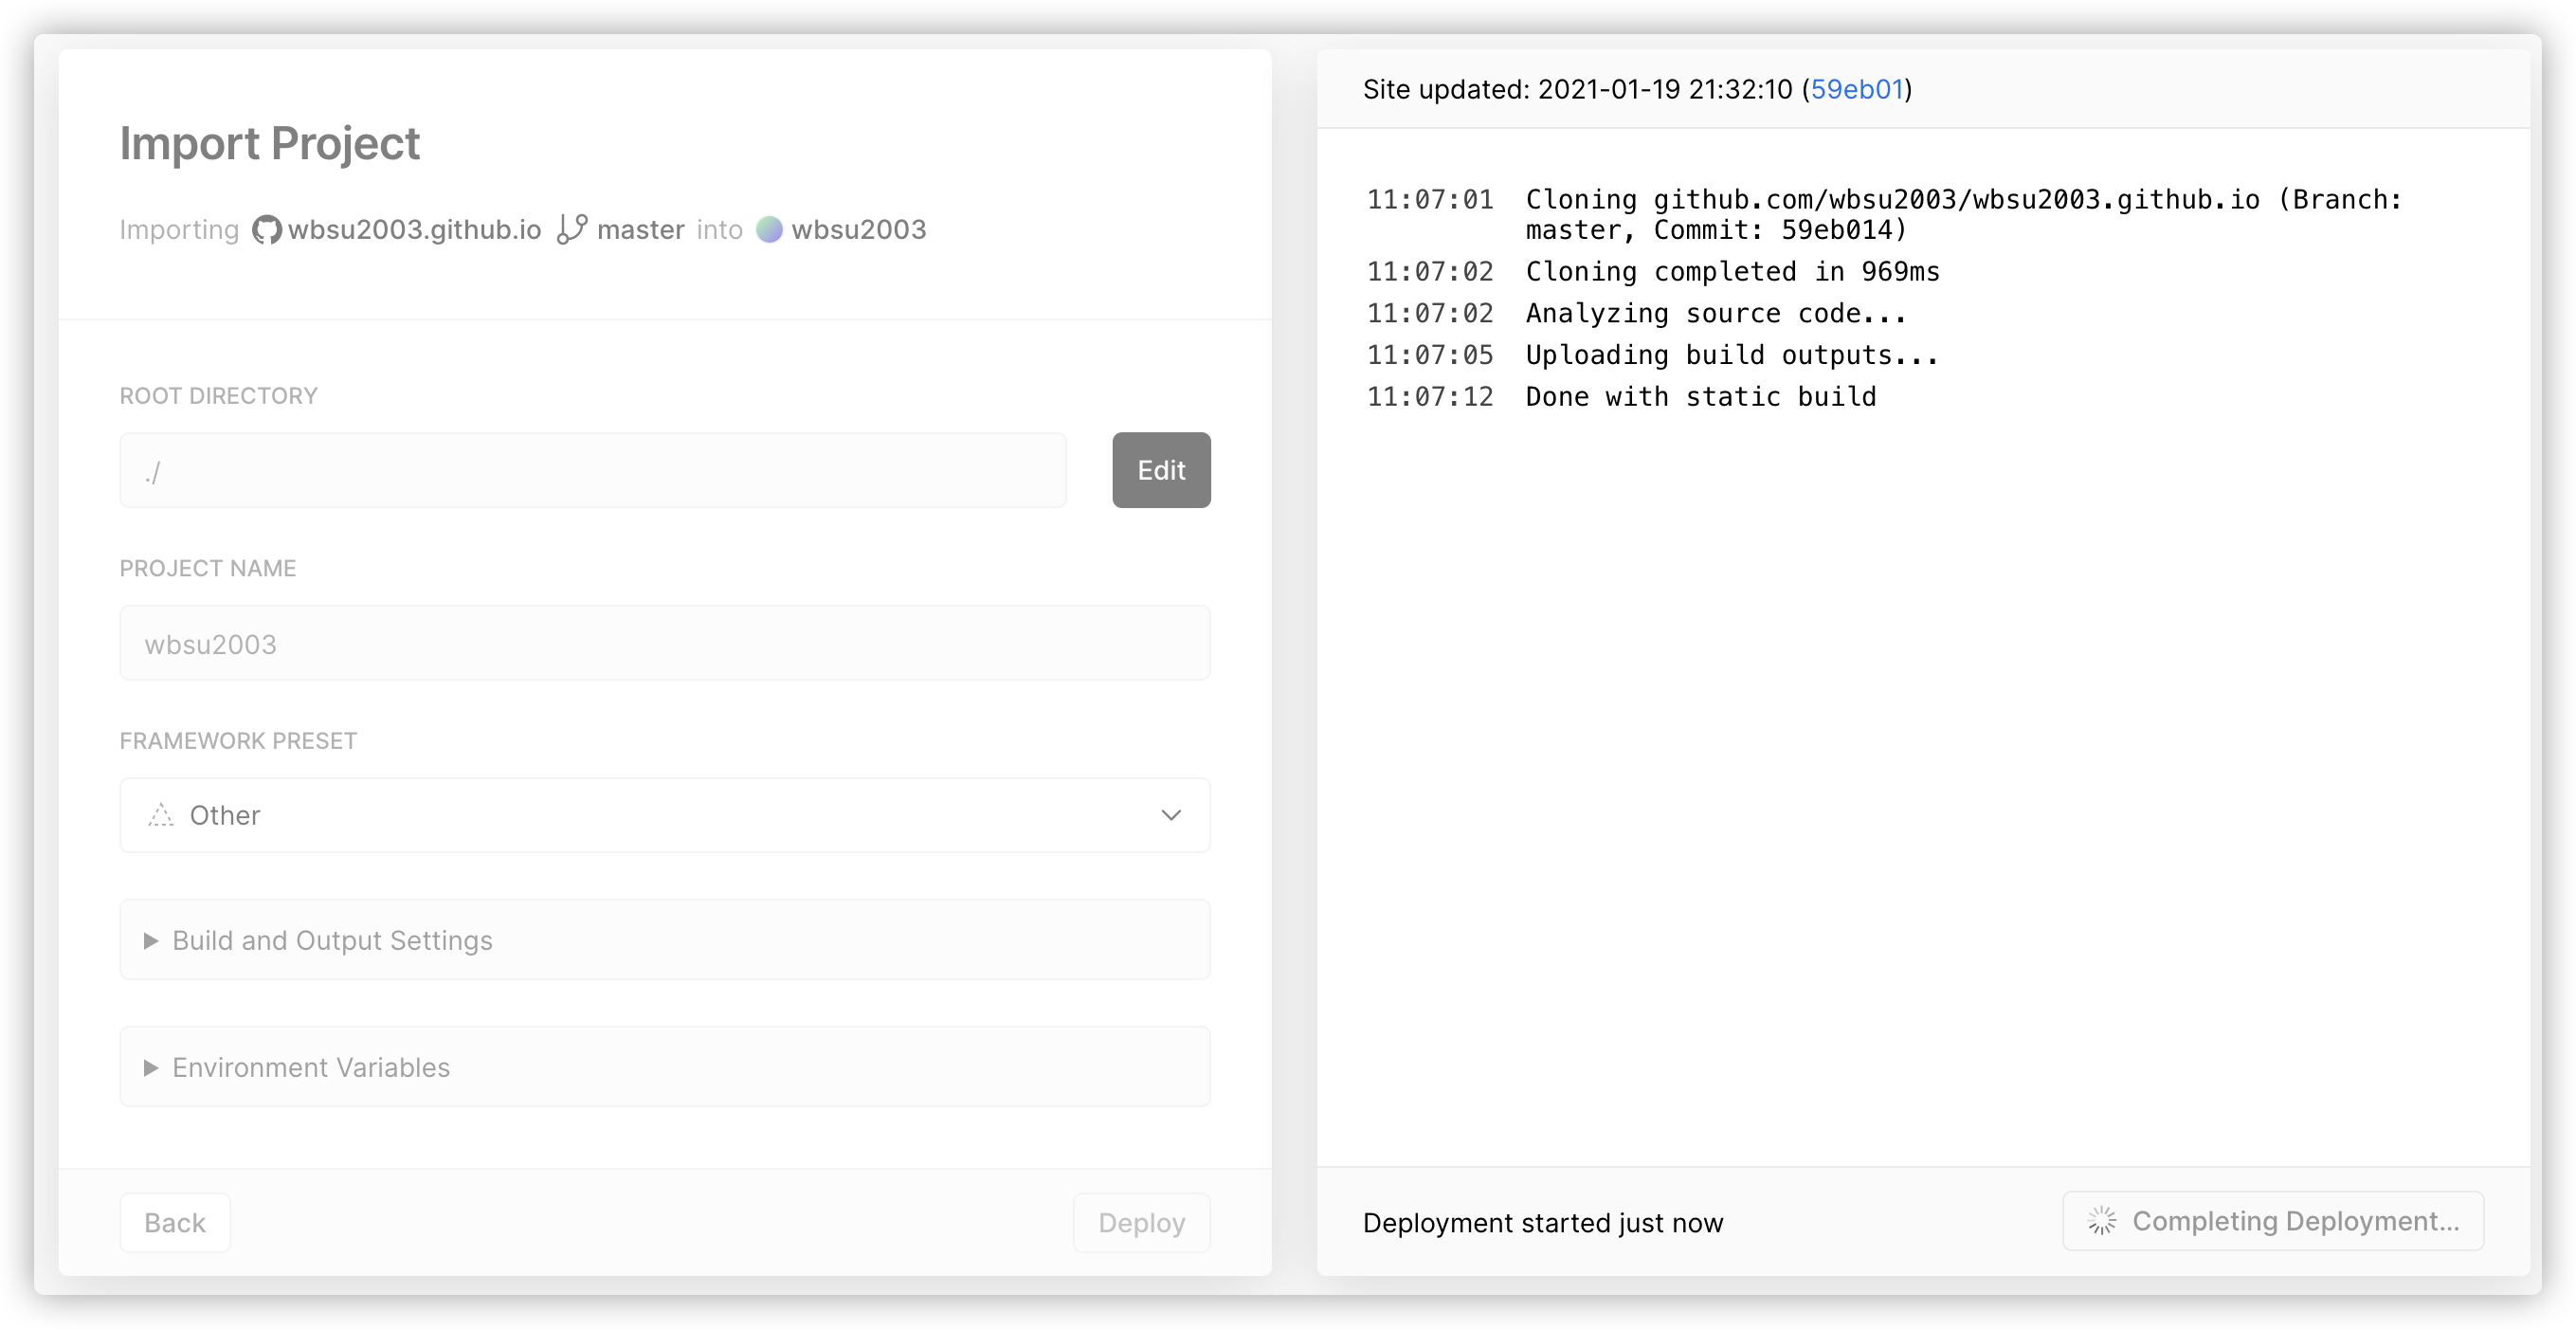 Import Project
Importing wbsu2003.github.io master into wbsu2003
ROOT DIRECTORY
./
Edit
PROJECT NAME
wbsu2003
FRAMEWORK PRESET
Other
Build and Output Settings
Environment Variables
Back
Deploy
Site updated: 2021-01-19 21:32:10 (59eb01)
11:07:01 Cloning github.com/wbsu2003/wbsu2003.github.io (Branch:
master, Commit: 59eb014)
11:07:02 Cloning completed in 969ms
11:07:02 Analyzing source code...
11:07:05 Uploading build outputs...
11:07:12 Done with static build
Deployment started just now
Completing Deployment...